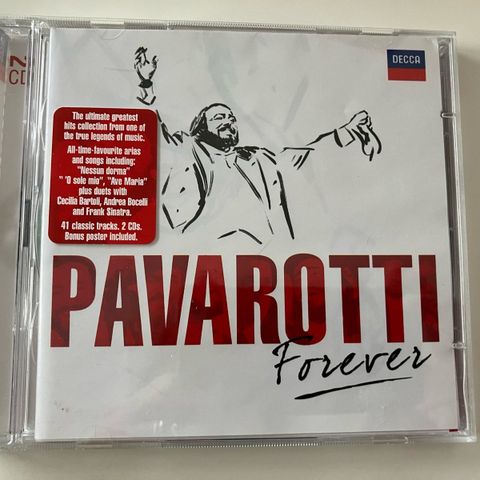 2
CD
DECCA
The ultimate greatest
hits collection from one of
the true legends of music.
All-time-favourite arias
and songs including:
"Nessun dorma"
" 'O sole mio", "Ave Maria"
plus duets with
Cecilia Bartoli, Andrea Bocelli
and Frank Sinatra.
41 classic tracks. 2 CDs.
Bonus poster included.
PAVAROTTI
Forever